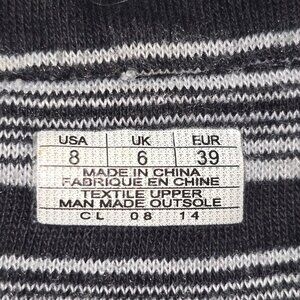 USA UK EUR
8 6 39
MADE IN CHINA
FABRIQUE EN CHINE
TEXTILE UPPER
MAN MADE OUTSOLE
CL 08 14